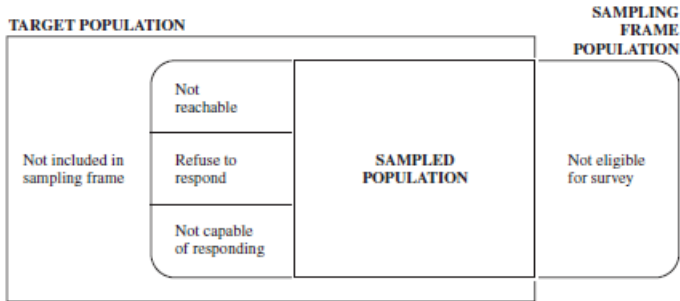 TARGET POPULATION
SAMPLING
FRAME
POPULATION
Not
reachable
Not included in
sampling frame
Refuse to
respond
SAMPLED
POPULATION
Not eligible
for survey
Not capable
of responding